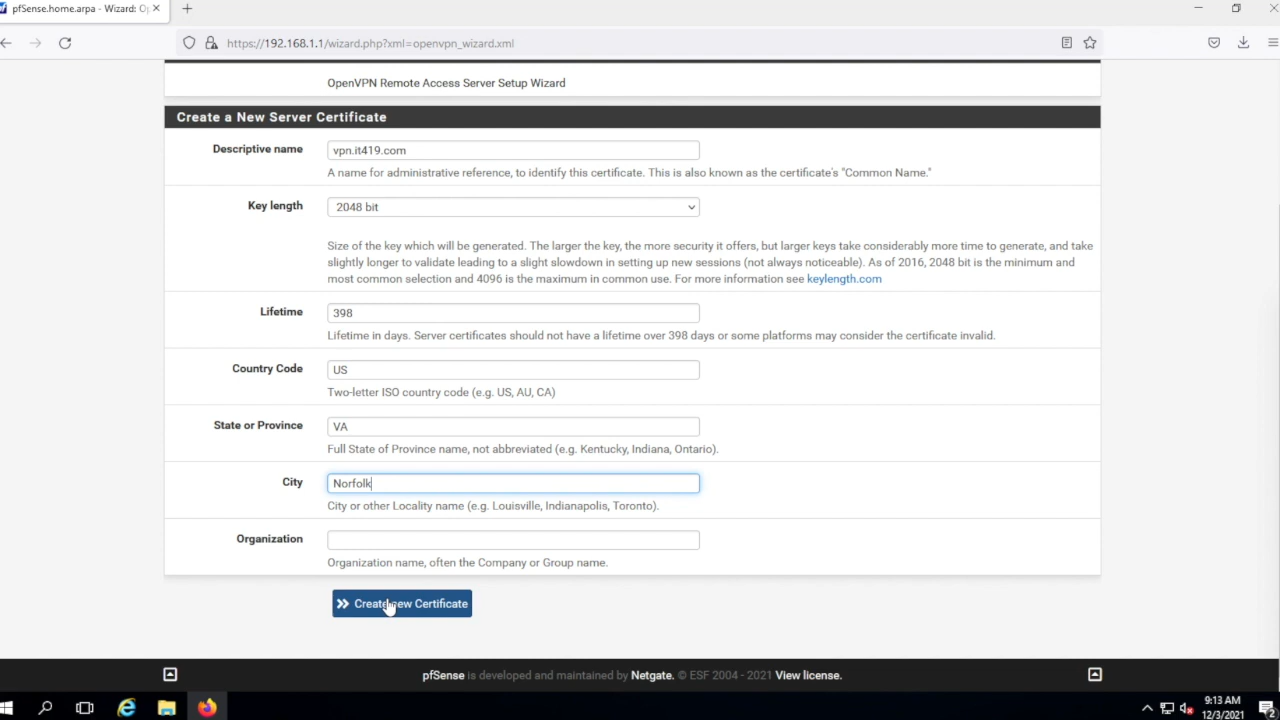 pfSense.home.arpa - Wizard: Op
https://192.168.1.1/wizard.php?xml=openvpn_wizard.xml
OpenVPN Remote Access Server Setup Wizard
Create a New Server Certificate
Descriptive name
vpn.it419.com
A name for administrative reference, to identify this certificate. This is also known as the certificate's "Common Name."
Key length
2048 bit
Size of the key which will be generated. The larger the key, the more security it offers, but larger keys take considerably more time to generate, and take
slightly longer to validate leading to a slight slowdown in setting up new sessions (not always noticeable). As of 2016, 2048 bit is the minimum and
most common selection and 4096 is the maximum in common use. For more information see keylength.com
Lifetime
398
Lifetime in days. Server certificates should not have a lifetime over 398 days or some platforms may consider the certificate invalid.
Country Code
US
Two-letter ISO country code (e.g. US, AU, CA)
State or Province
VA
Full State of Province name, not abbreviated (e.g. Kentucky, Indiana, Ontario).
City
Norfolk
City or other Locality name (e.g. Louisville, Indianapolis, Toronto).
Organization
Organization name, often the Company or Group name.
Create new Certificate
pfSense is developed and maintained by Netgate. © ESF 2004 - 2021 View license.
9:13 AM
12/3/2021
2